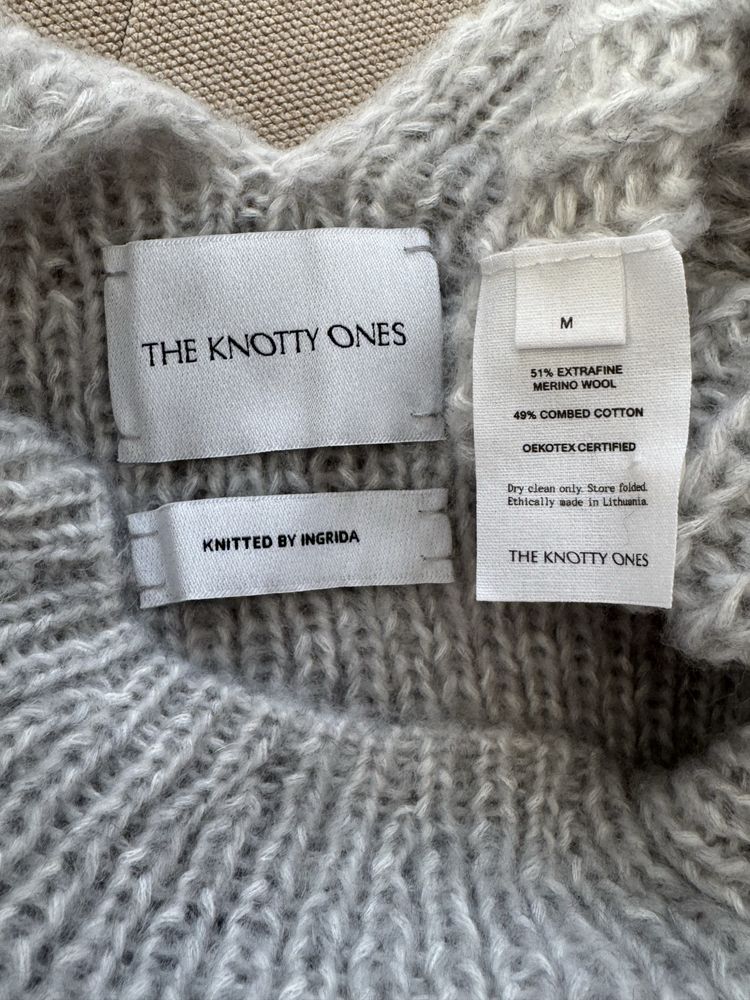 THE KNOTTY ONES
KNITTED BY INGRIDA
M
51% EXTRAFINE
MERINO WOOL
49% COMBED COTTON
OEKOTEX CERTIFIED
Dry clean only. Store folded.
Ethically made in Lithuania.
THE KNOTTY ONES